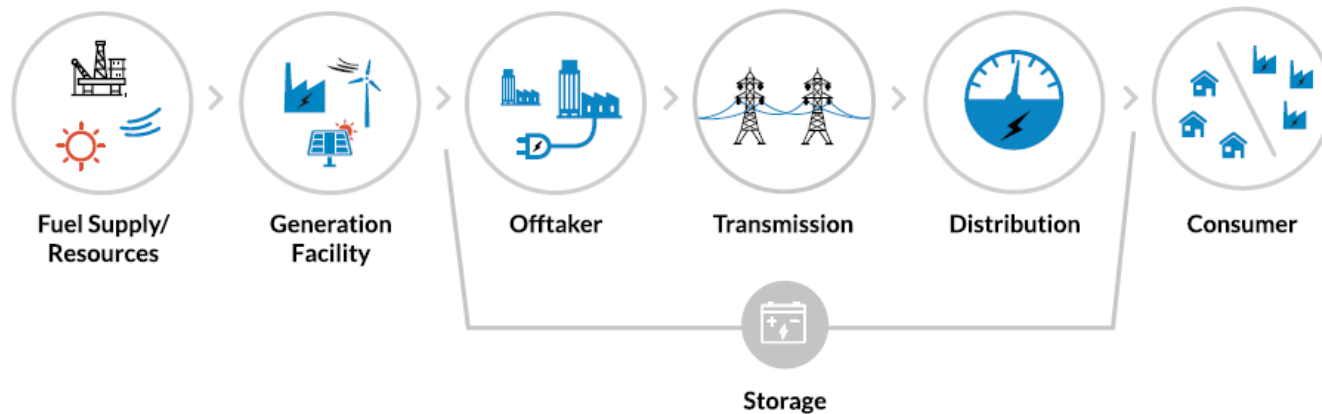 Fuel Supply/
Resources
Generation
Facility
Offtaker
Transmission
Distribution
Consumer
Storage